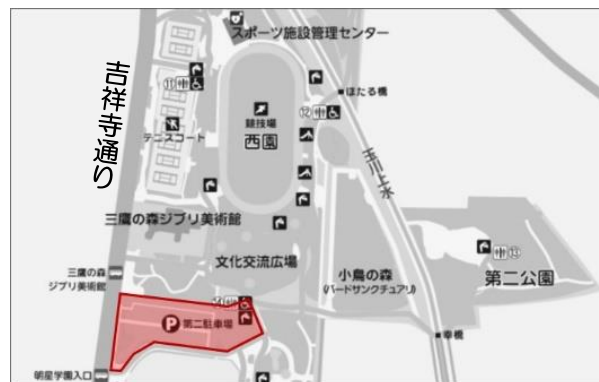 スポーツ施設管理センター
吉祥寺通り
⑪
ほたる橋
⑫
競技場
西園
テニスコート
玉川上水
三鷹の森ジブリ美術館
文化交流広場
小鳥の森
(バードサンクチュアリ)
⑬
第二公園
三鷹の森
ジブリ美術館
P 第二駐車場
幸橋
明星学園入口